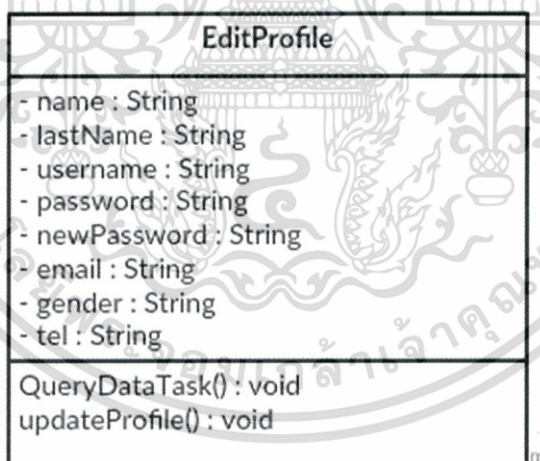 EditProfile
- name : String
- lastName : String
- username : String
- password : String
- newPassword : String
- email : String
- gender : String
- tel : String
QueryDataTask() : void
updateProfile() : void